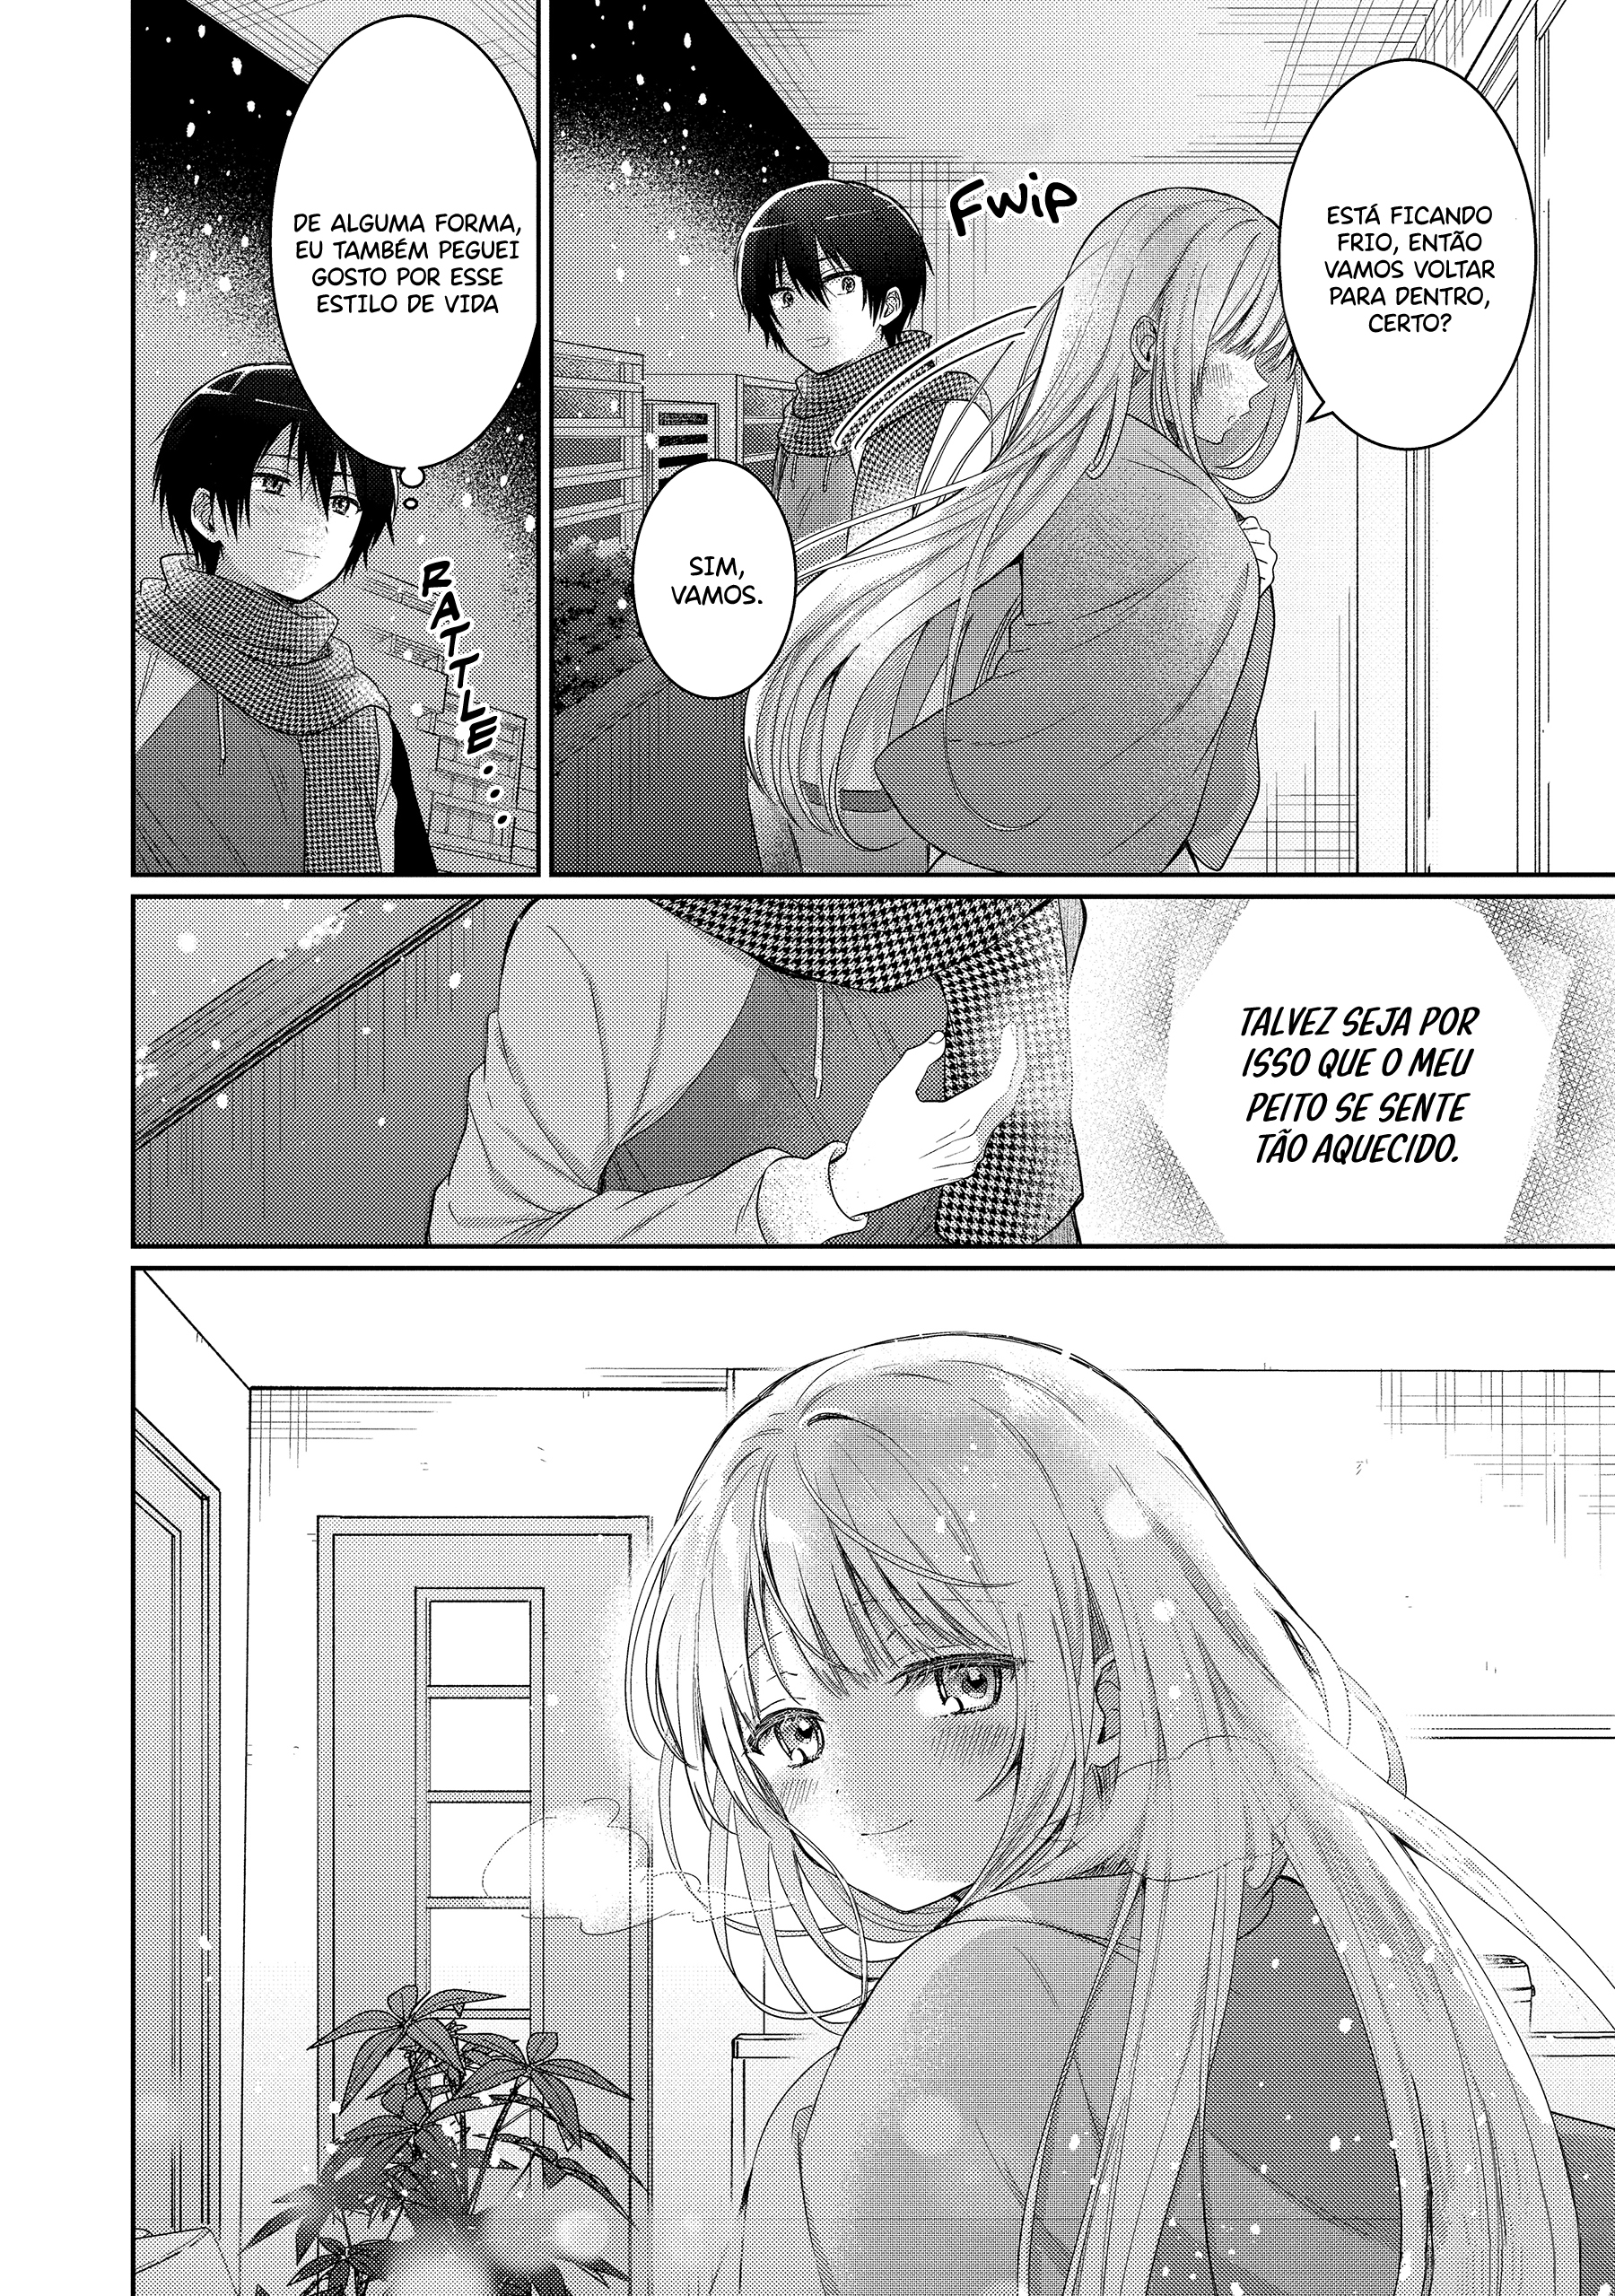 ESTÁ FICANDO
FRIO, ENTÃO
VAMOS VOLTAR
PARA DENTRO,
CERTO?
FWIP
SIM,
VAMOS.
DE ALGUMA FORMA,
EU TAMBÉM PEGUEI
GOSTO POR ESSE
ESTILO DE VIDA
RATTLE...
TALVEZ SEJA POR
ISSO QUE O MEU
PEITO SE SENTE
TÃO AQUECIDO.